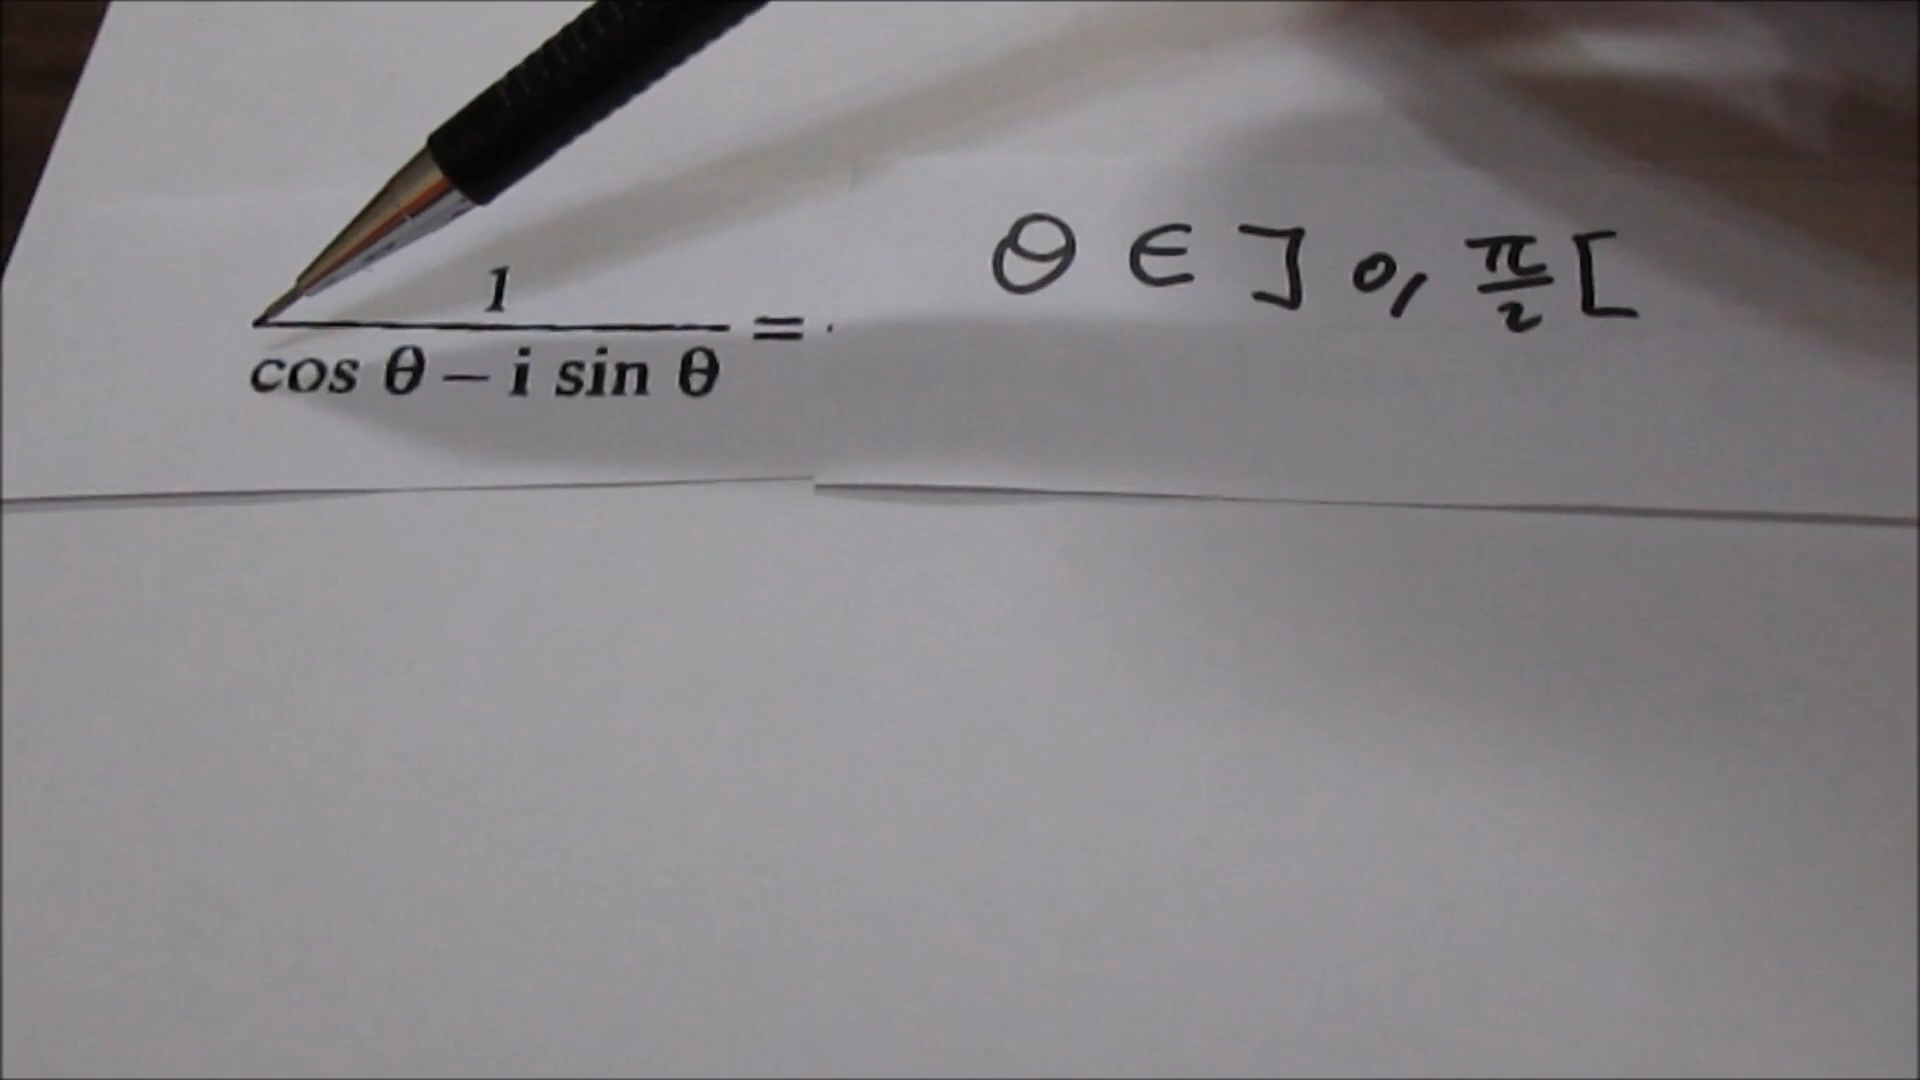 1 / cos θ – i sin θ =
θ ∈ ] 0, π/2 [